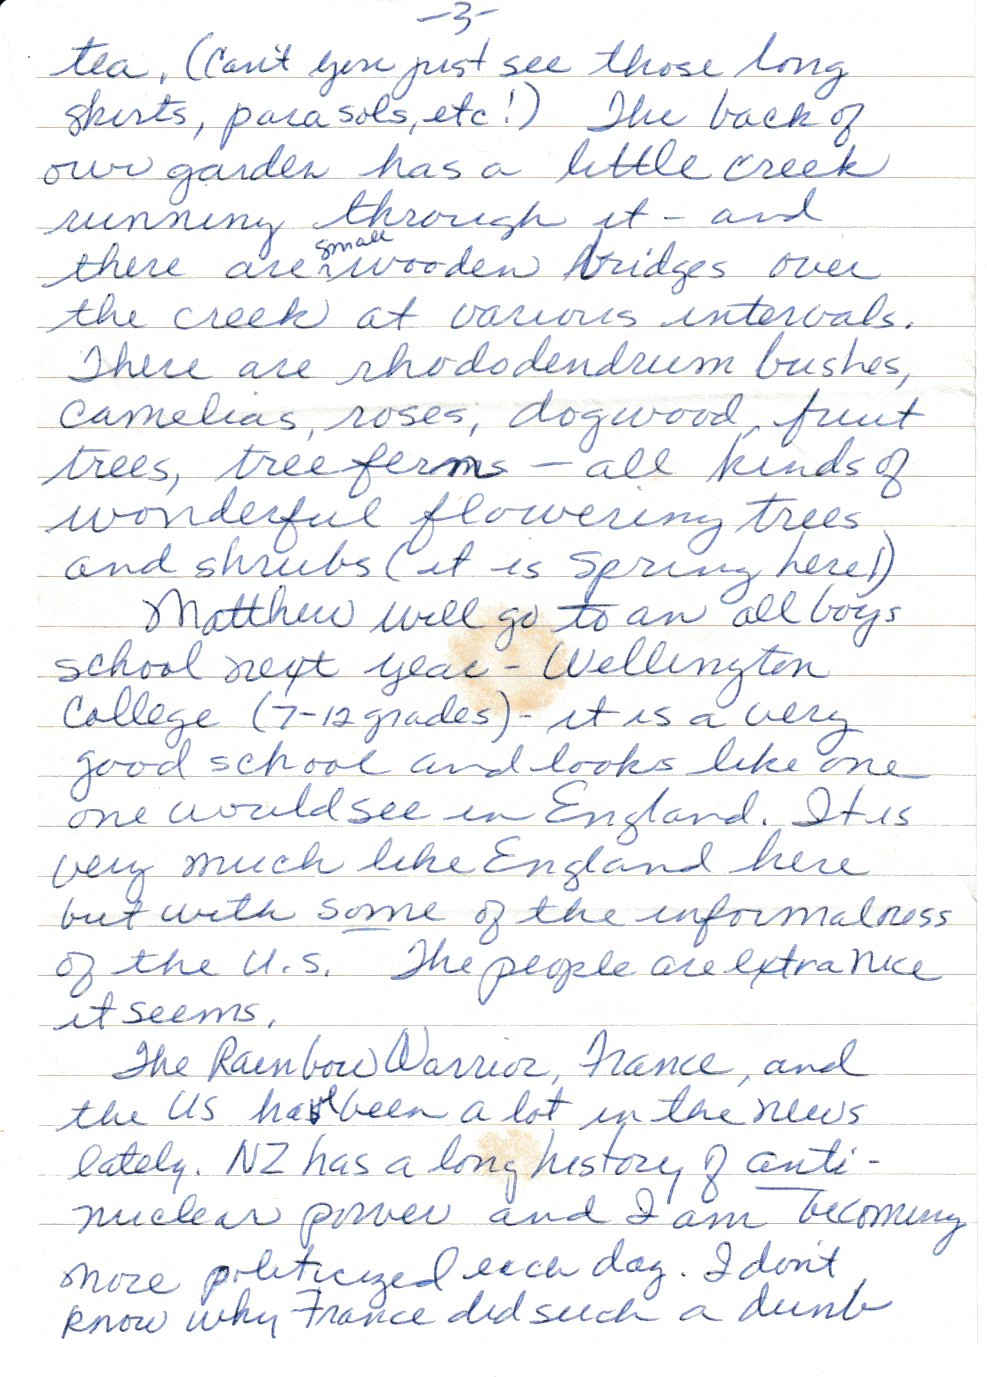 -3-
tea. (Can't you just see those long
skirts, parasols, etc!) The back of
our garden has a little creek
running through it - and
there are small wooden bridges over
the creek at various intervals.
There are rhododendrum bushes,
camelias, roses, dogwood, fruit
trees, tree ferns - all kinds of
wonderful flowering trees
and shrubs (it is Spring here!)
Matthew will go to an all boys
school next year - Wellington
College (7-12 grades) - it is a very
good school and looks like one
one would see in England. It is
very much like England here
but with some of the informalness
of the U.S. The people are extra nice
it seems.
The Rainbow Warrior, France, and
the US have been a lot in the news
lately. NZ has a long history of anti-
nuclear power and I am becoming
more politicized each day. I don't
know why France did such a dumb